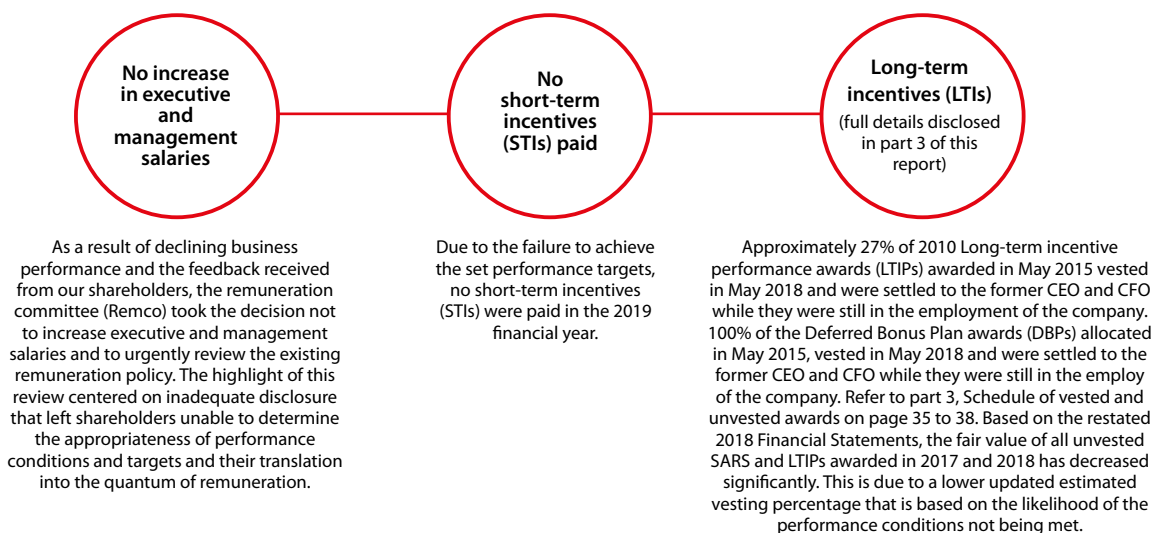 No increase
in executive
and
management
salaries
No
short-term
incentives
(STIs) paid
Long-term
incentives (LTIs)
(full details disclosed
in part 3 of this
report)
As a result of declining business
performance and the feedback received
from our shareholders, the remuneration
committee (Remco) took the decision not
to increase executive and management
salaries and to urgently review the existing
remuneration policy. The highlight of this
review centered on inadequate disclosure
that left shareholders unable to determine
the appropriateness of performance
conditions and targets and their translation
into the quantum of remuneration.
Due to the failure to achieve
the set performance targets,
no short-term incentives
(STIs) were paid in the 2019
financial year.
Approximately 27% of 2010 Long-term incentive
performance awards (LTIPs) awarded in May 2015 vested
in May 2018 and were settled to the former CEO and CFO
while they were still in the employment of the company.
100% of the Deferred Bonus Plan awards (DBPs) allocated
in May 2015, vested in May 2018 and were settled to the
former CEO and CFO while they were still in the employ
of the company. Refer to part 3, Schedule of vested and
unvested awards on page 35 to 38. Based on the restated
2018 Financial Statements, the fair value of all unvested
SARS and LTIPs awarded in 2017 and 2018 has decreased
significantly. This is due to a lower updated estimated
vesting percentage that is based on the likelihood of the
performance conditions not being met.